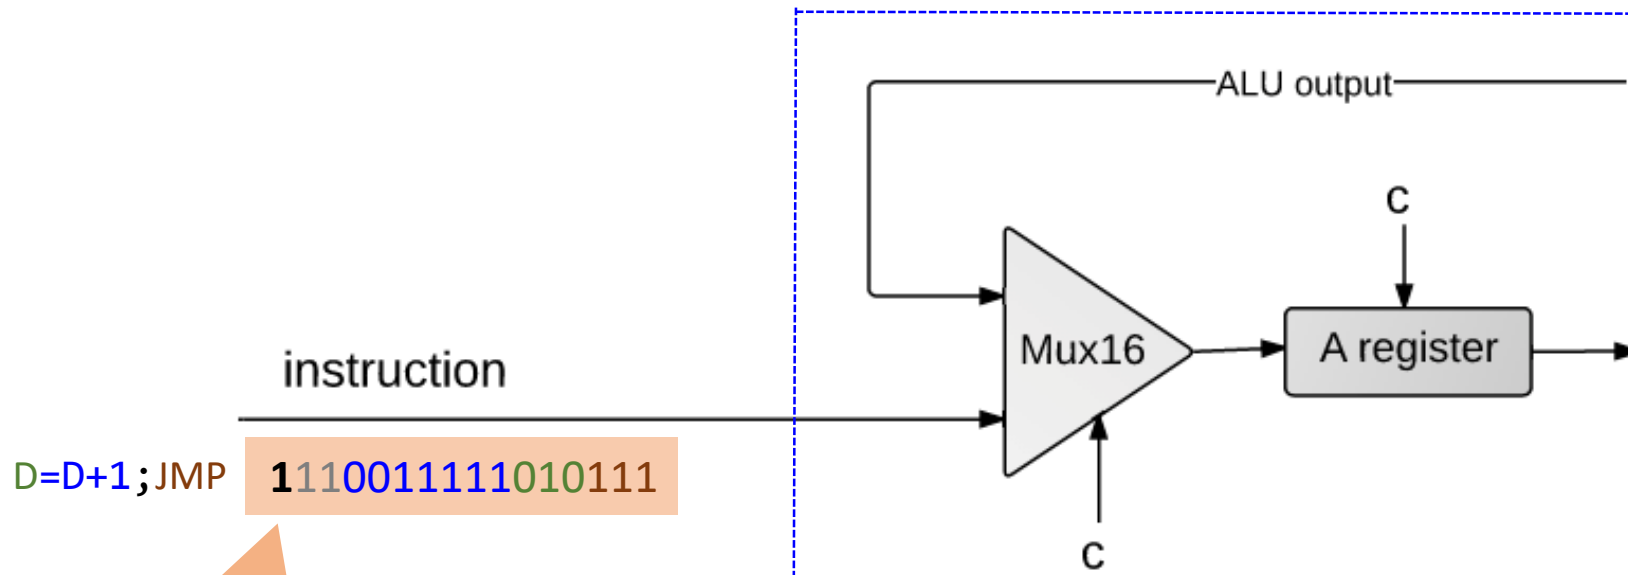 ALU output
c
Mux16
A register
instruction
D=D+1;JMP 1110011111010111
c